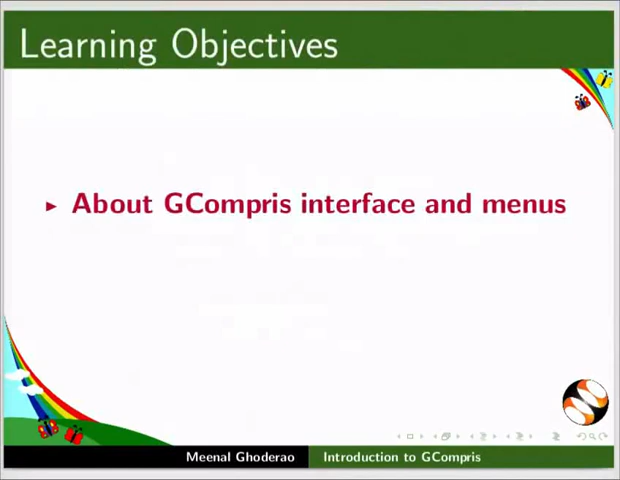 Learning Objectives
About GCompris interface and menus
Meenal Ghoderao
Introduction to GCompris